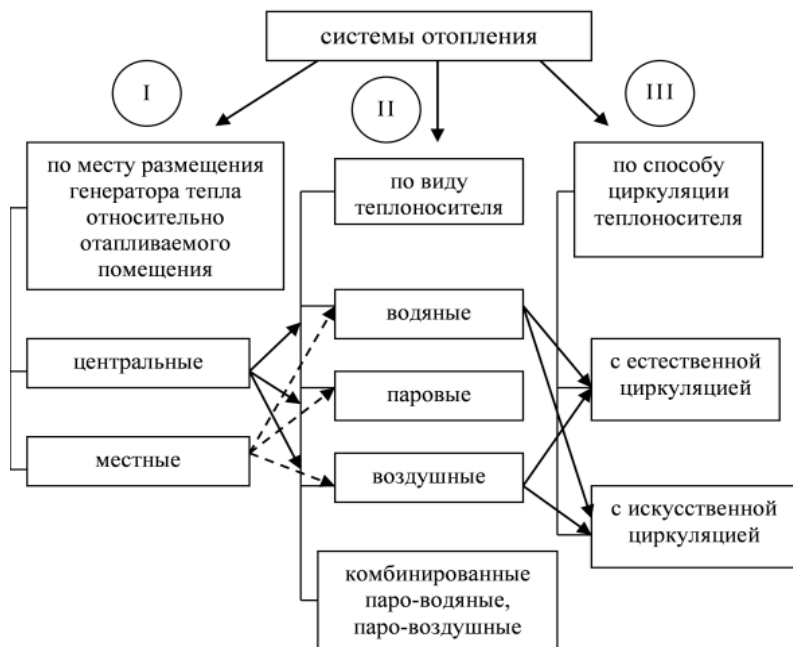 системы отопления
I
II
III
по месту размещения
генератора тепла
относительно
отапливаемого
помещения
центральные
местные
по виду
теплоносителя
водяные
паровые
воздушные
комбинированные
паро-водяные,
паро-воздушные
по способу
циркуляции
теплоносителя
с естественной
циркуляцией
с искусственной
циркуляцией